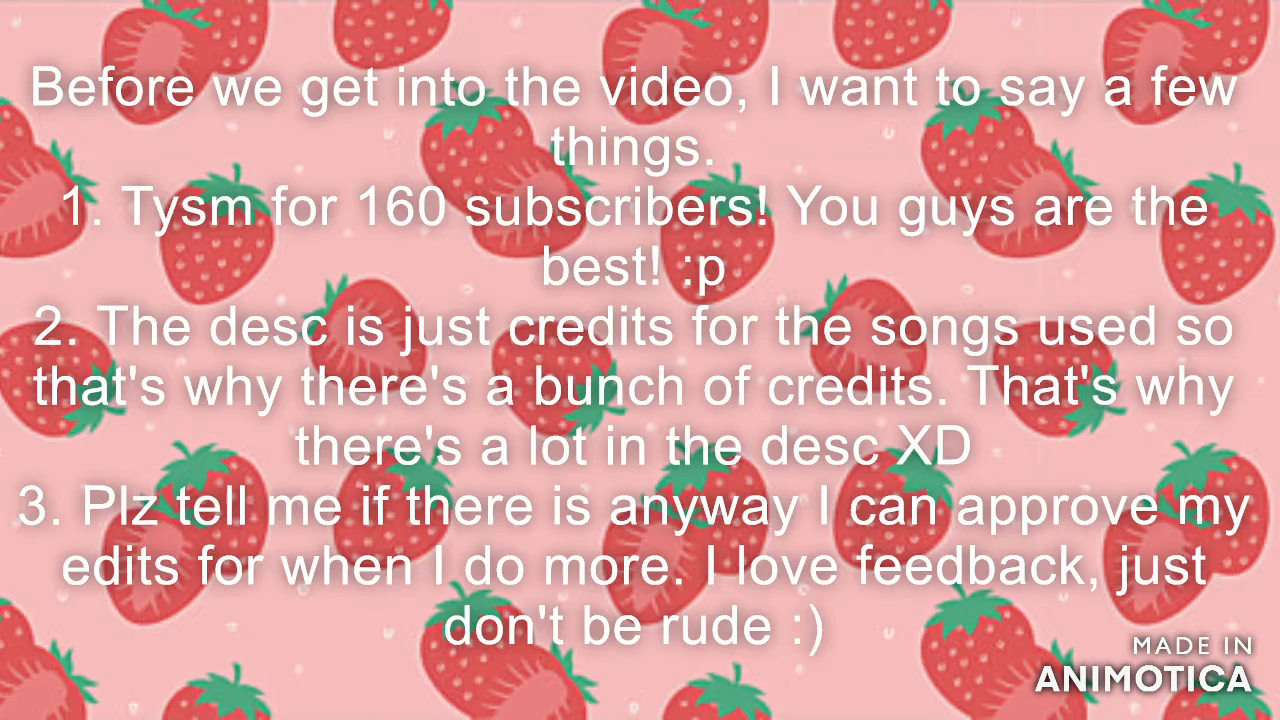 Before we get into the video, I want to say a few
things.
1. Tysm for 160 subscribers! You guys are the
best! :p
2. The desc is just credits for the songs used so
that's why there's a bunch of credits. That's why
there's a lot in the desc XD
3. Plz tell me if there is anyway I can approve my
edits for when I do more. I love feedback, just
don't be rude :)
MADE IN
ANIMOTICA